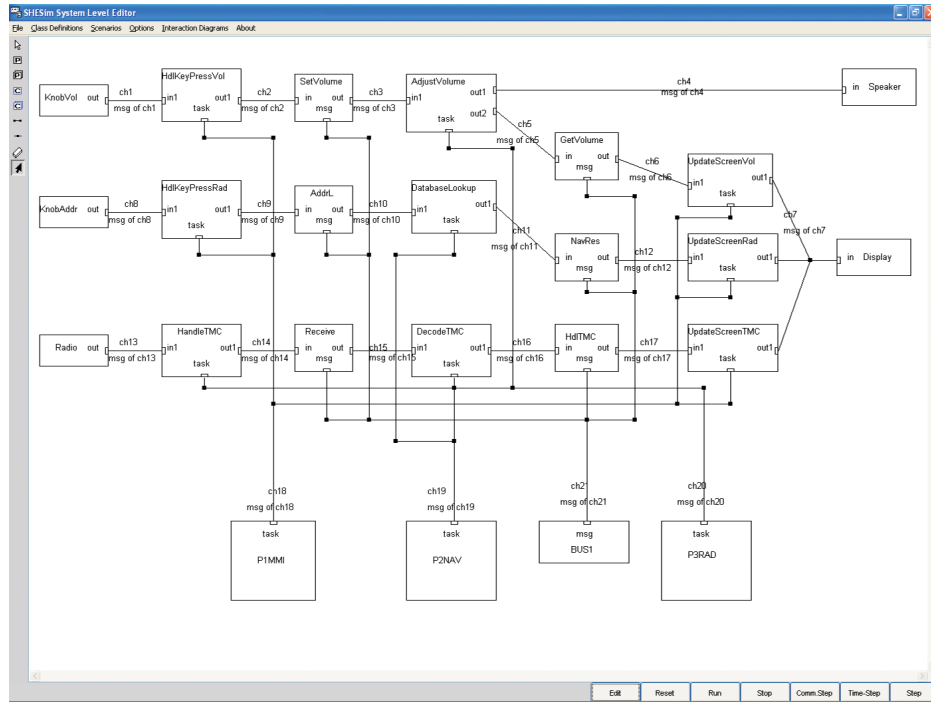 SHESim System Level Editor
File Class Definitions Scenarios Options Interaction Diagrams About
P
P
C
C
KnobVol out
ch1
msg of ch1
HdlKeyPressVol
in1 out1
task
ch2
msg of ch2
SetVolume
in out
msg
ch3
msg of ch3
AdjustVolume
in1 out1
out2
task
ch4
msg of ch4
in Speaker
ch5
msg of ch5
GetVolume
in out
msg
ch6
msg of ch6
UpdateScreenVol
in1 out1
task
ch7
msg of ch7
KnobAddr out
ch8
msg of ch8
HdlKeyPressRad
in1 out1
task
ch9
msg of ch9
AddrL
in out
msg
ch10
msg of ch10
DatabaseLookup
in1 out1
task
ch11
msg of ch11
NavRes
in out
msg
ch12
msg of ch12
UpdateScreenRad
in1 out1
task
in Display
Radio out
ch13
msg of ch13
HandleTMC
in1 out1
task
ch14
msg of ch14
Receive
in out
msg
ch15
msg of ch15
DecodeTMC
in1 out1
task
ch16
msg of ch16
HdlTMC
in out
msg
ch17
msg of ch17
UpdateScreenTMC
in1 out1
task
ch18
msg of ch18
ch19
msg of ch19
ch21
msg of ch21
ch20
msg of ch20
task
P1MMI
task
P2NAV
msg
BUS1
task
P3RAD
Edit Reset Run Stop Comm.Step Time-Step Step